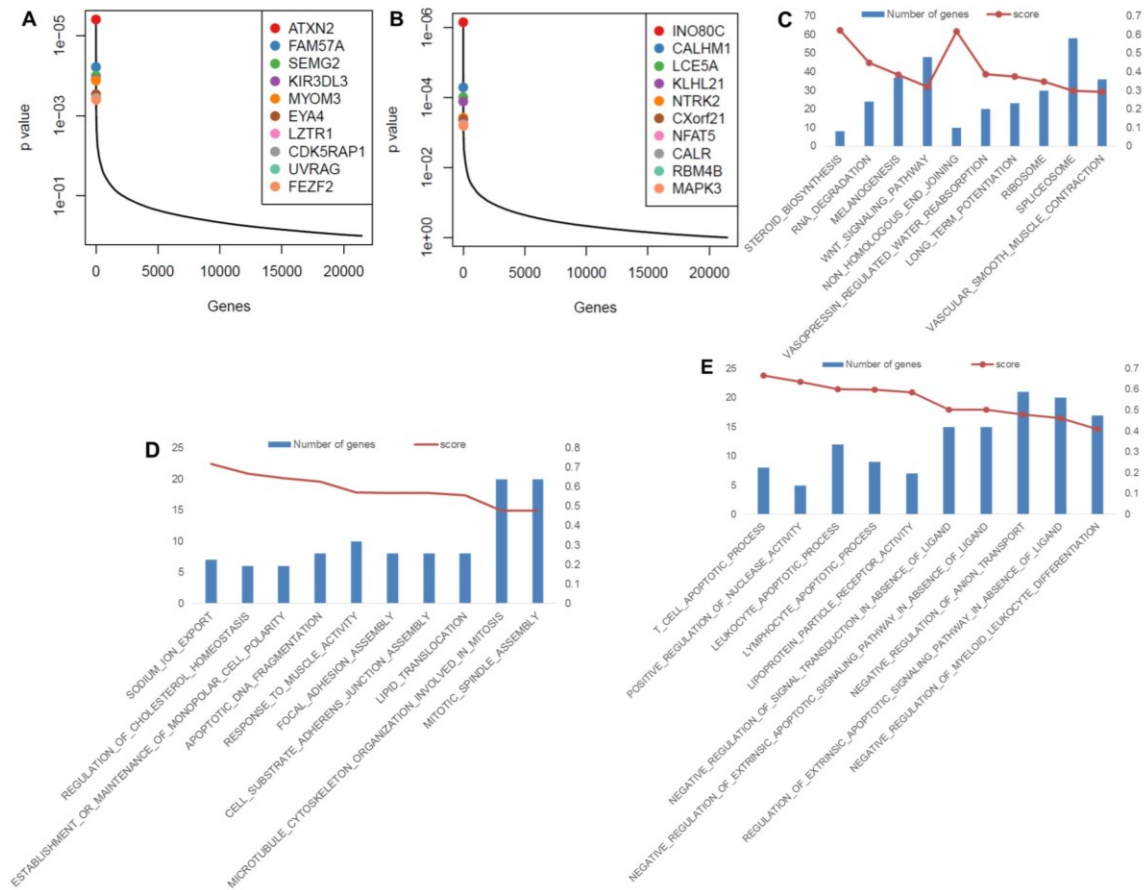 A
p value
1e-05
1e-03
1e-01
0
5000
10000
15000
20000
Genes
ATXN2
FAM57A
SEMG2
KIR3DL3
MYOM3
EYA4
LZTR1
CDK5RAP1
UVRAG
FEZF2
B
p value
1e-06
1e-04
1e-02
1e+00
0
5000
10000
15000
20000
Genes
INO80C
CALHM1
LCE5A
KLHL21
NTRK2
CXorf21
NFAT5
CALR
RBM4B
MAPK3
C
Number of genes
score
70
60
50
40
30
20
10
0
0.7
0.6
0.5
0.4
0.3
0.2
0.1
0
STEROID_BIOSYNTHESIS
RNA_DEGRADATION
MELANOGENESIS
WNT_SIGNALING_PATHWAY
NON_HOMOLOGOUS_END_JOINING
VASOPRESSIN_REGULATED_WATER_REABSORPTION
LONG_TERM_POTENTIATION
RIBOSOME
SPLICEOSOME
VASCULAR_SMOOTH_MUSCLE_CONTRACTION
D
Number of genes
score
25
20
15
10
5
0
0.8
0.7
0.6
0.5
0.4
0.3
0.2
0.1
0
SODIUM_ION_EXPORT
REGULATION_OF_CHOLESTEROL_HOMEOSTASIS
ESTABLISHMENT_OR_MAINTENANCE_OF_MONOPOLAR_CELL_POLARITY
APOPTOTIC_DNA_FRAGMENTATION
RESPONSE_TO_MUSCLE_ACTIVITY
FOCAL_ADHESION_ASSEMBLY
CELL_SUBSTRATE_ADHERENS_JUNCTION_ASSEMBLY
LIPID_TRANSLOCATION
MICROTUBULE_CYTOSKELETON_ORGANIZATION_INVOLVED_IN_MITOSIS
MITOTIC_SPINDLE_ASSEMBLY
E
Number of genes
score
25
20
15
10
5
0
0.7
0.6
0.5
0.4
0.3
0.2
0.1
0
T_CELL_APOPTOTIC_PROCESS
POSITIVE_REGULATION_OF_NUCLEASE_ACTIVITY
LEUKOCYTE_APOPTOTIC_PROCESS
LYMPHOCYTE_APOPTOTIC_PROCESS
LIPOPROTEIN_PARTICLE_RECEPTOR_ACTIVITY
NEGATIVE_REGULATION_OF_SIGNAL_TRANSDUCTION_IN_ABSENCE_OF_LIGAND
NEGATIVE_REGULATION_OF_EXTRINSIC_APOPTOTIC_SIGNALING_PATHWAY_IN_ABSENCE_OF_LIGAND
NEGATIVE_REGULATION_OF_ANION_TRANSPORT
REGULATION_OF_EXTRINSIC_APOPTOTIC_SIGNALING_PATHWAY_IN_ABSENCE_OF_LIGAND
NEGATIVE_REGULATION_OF_MYELOID_LEUKOCYTE_DIFFERENTIATION